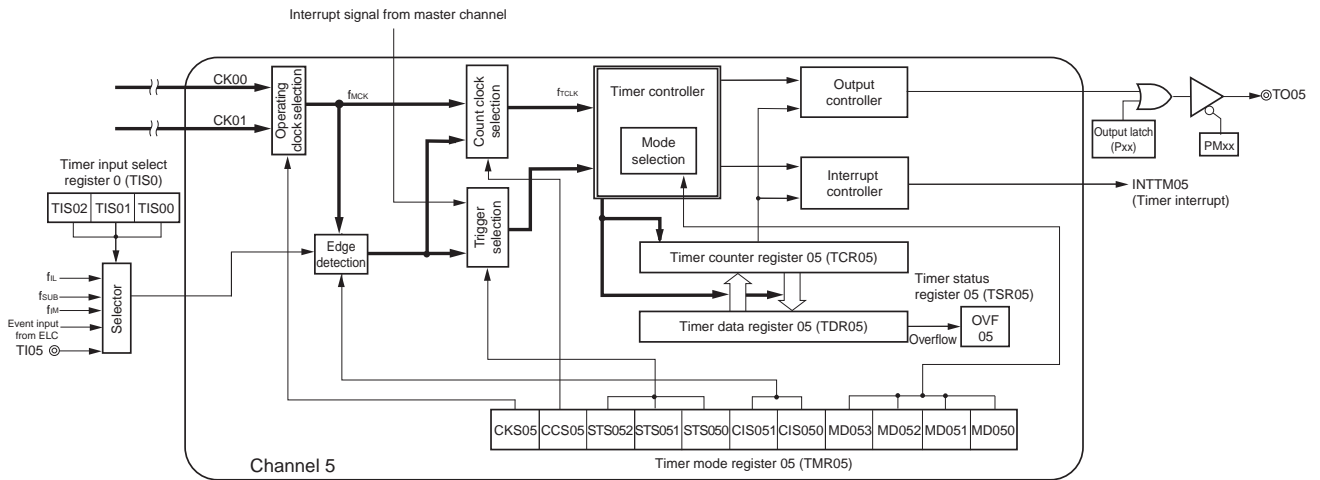 Interrupt signal from master channel
CK00
CK01
Operating
clock selection
fMCK
Count clock
selection
fTCLK
Timer controller
Mode
selection
Output
controller
Output latch
(Pxx)
PMxx
TO05
Interrupt
controller
INTTM05
(Timer interrupt)
Timer input select
register 0 (TIS0)
TIS02 TIS01 TIS00
Trigger
selection
Edge
detection
Selector
fIL
fSUB
fIM
Event input
from ELC
TI05
Timer counter register 05 (TCR05)
Timer status
register 05 (TSR05)
Timer data register 05 (TDR05)
Overflow
OVF
05
CKS05 CCS05 STS052 STS051 STS050 CIS051 CIS050 MD053 MD052 MD051 MD050
Channel 5
Timer mode register 05 (TMR05)